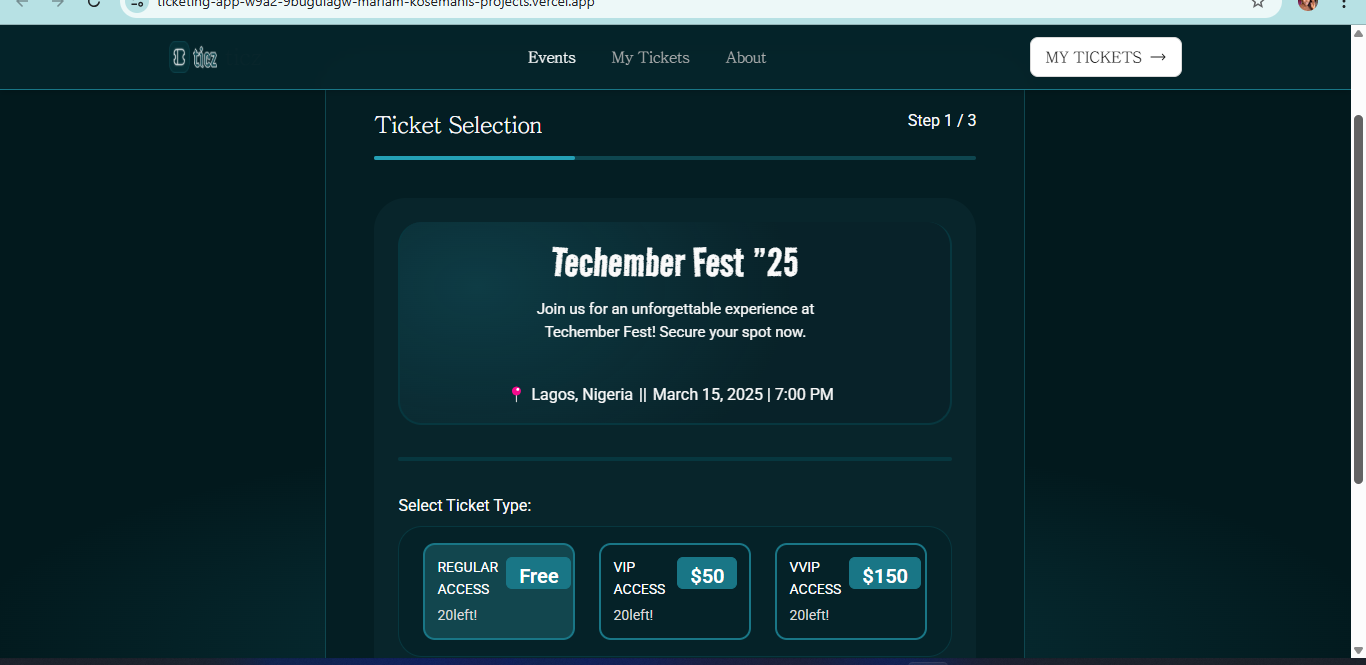 ticketing-app-w9a2-9bugulagw-mariam-kosemanis-projects.vercel.app
ticz
Events
My Tickets
About
MY TICKETS →
Ticket Selection
Step 1 / 3
Techember Fest ”25
Join us for an unforgettable experience at
Techember Fest! Secure your spot now.
📍 Lagos, Nigeria || March 15, 2025 | 7:00 PM
Select Ticket Type:
REGULAR
ACCESS
Free
20left!
VIP
ACCESS
$50
20left!
VVIP
ACCESS
$150
20left!